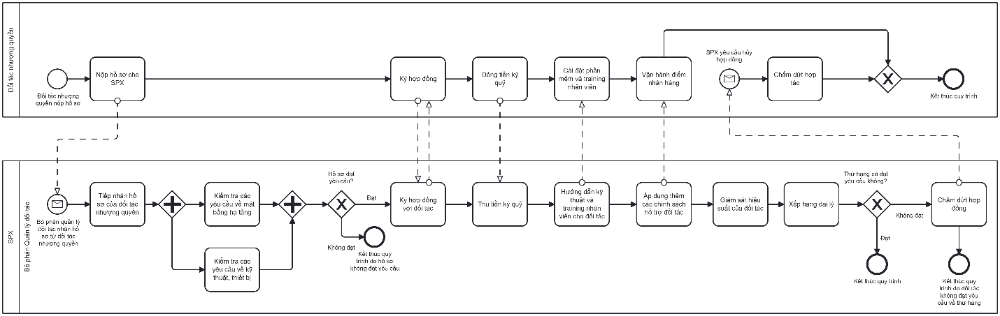 Đối tác nhượng quyền
Đối tác nhượng
quyền nộp hồ sơ
Nộp hồ sơ cho
SPX
Ký hợp đồng
Đóng tiền ký
quỹ
Cài đặt phần
mềm và training
nhân viên
Vận hành điểm
nhận hàng
SPX yêu cầu hủy
hợp đồng
Chấm dứt hợp
tác
Kết thúc quy trình
SPX
Bộ phận Quản lý đối tác
Bộ phận quản lý
đối tác nhận hồ
sơ từ đối tác
nhượng quyền
Tiếp nhận hồ
sơ của đối tác
nhượng quyền
Kiểm tra các
yêu cầu về mặt
bằng hạ tầng
Kiểm tra các
yêu cầu về kỹ
thuật, thiết bị
Hồ sơ đạt
yêu cầu?
Đạt
Không đạt
Kết thúc quy
trình do hồ sơ
không đạt yêu cầu
Ký hợp đồng
với đối tác
Thu tiền ký quỹ
Hướng dẫn kỹ
thuật và
training nhân
viên cho đối tác
Áp dụng thêm
các chính sách
hỗ trợ đối tác
Giám sát hiệu
suất của đối tác
Xếp hạng đại lý
Thứ hạng có đạt
yêu cầu không?
Không đạt
Đạt
Kết thúc quy trình
Chấm dứt hợp
đồng
Kết thúc quy
trình do đối tác
không đạt yêu
cầu về thứ hạng